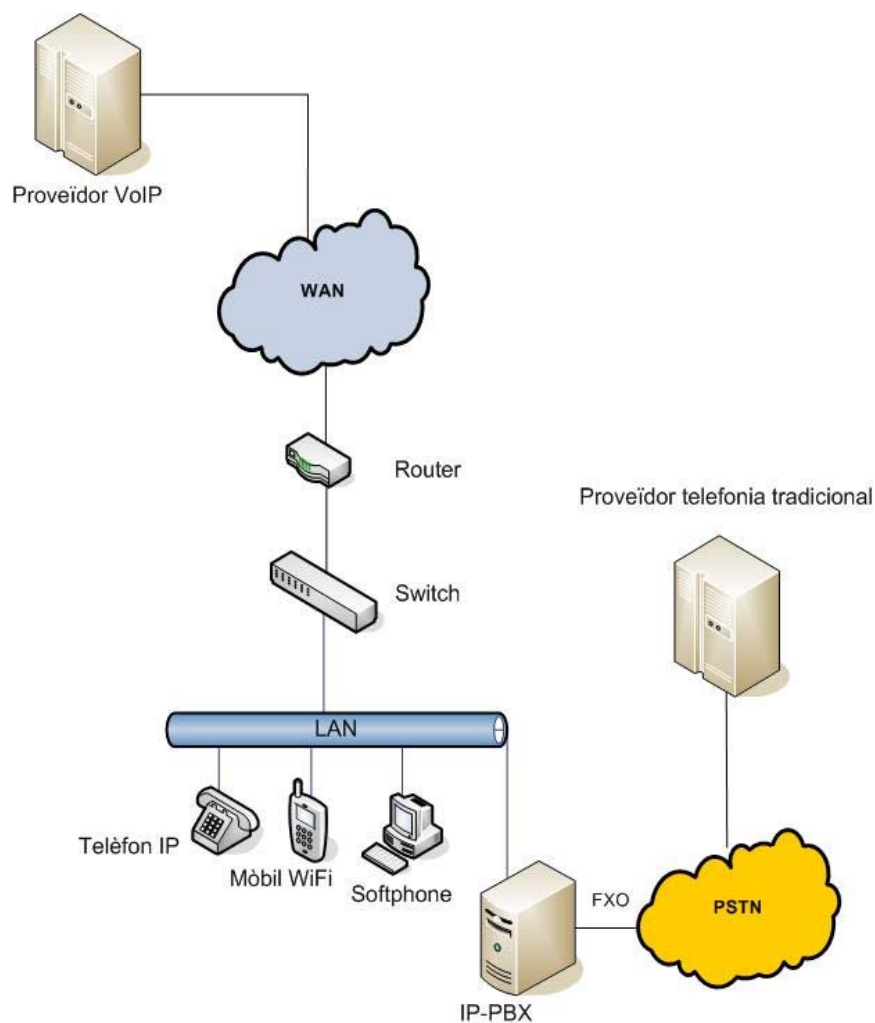 Proveïdor VoIP
WAN
Router
Proveïdor telefonia tradicional
Switch
LAN
Telèfon IP
Mòbil WiFi
Softphone
FXO
PSTN
IP-PBX